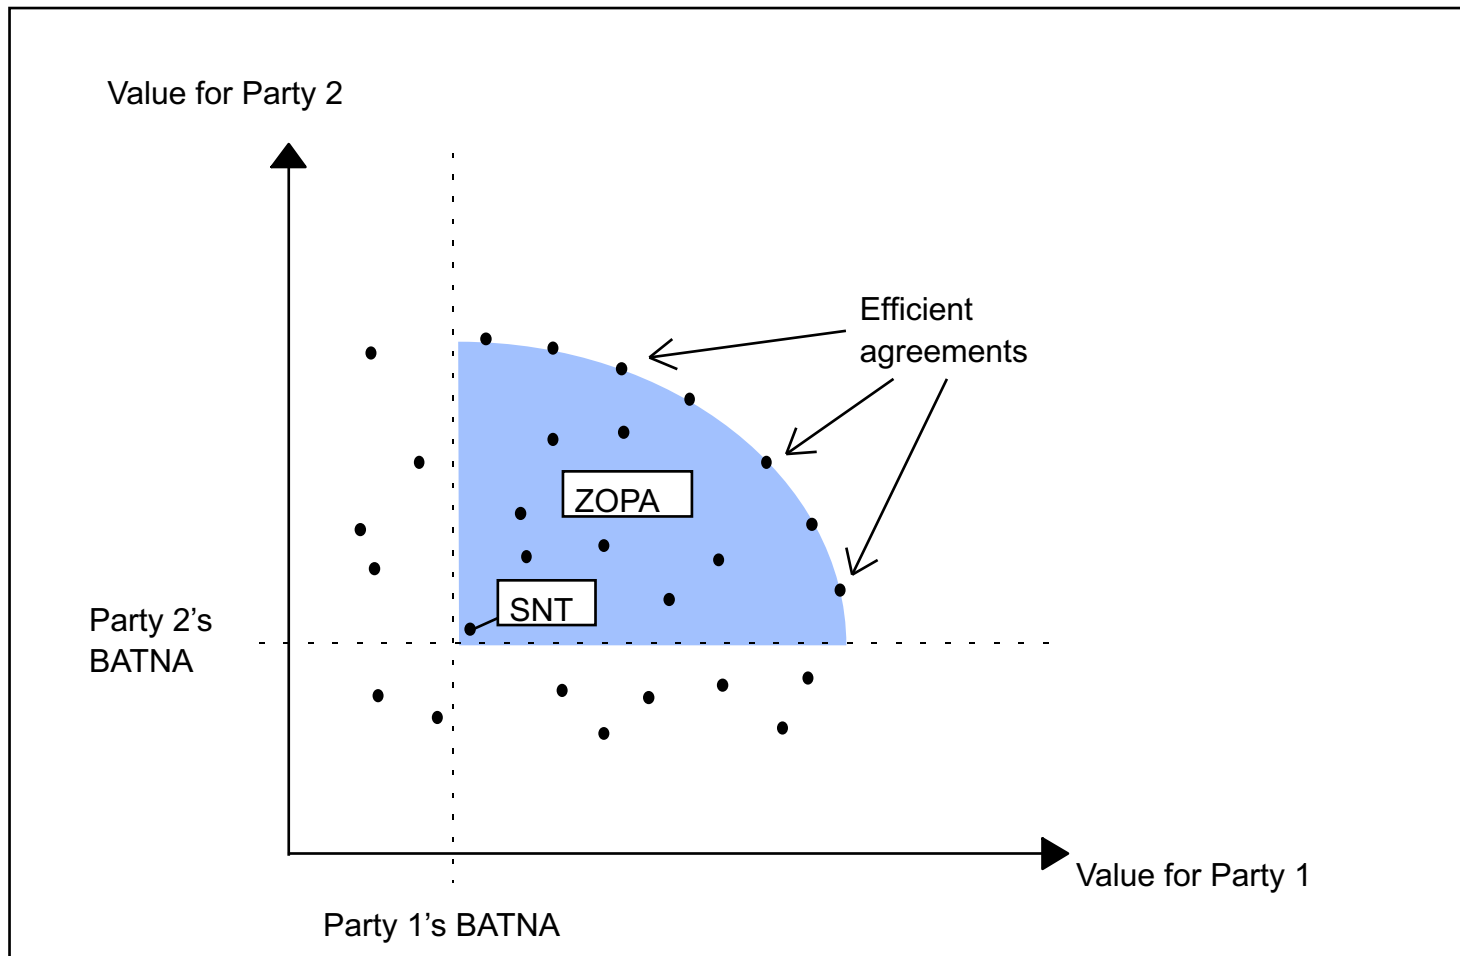 Value for Party 2
Efficient
agreements
ZOPA
SNT
Party 2’s
BATNA
Value for Party 1
Party 1’s BATNA